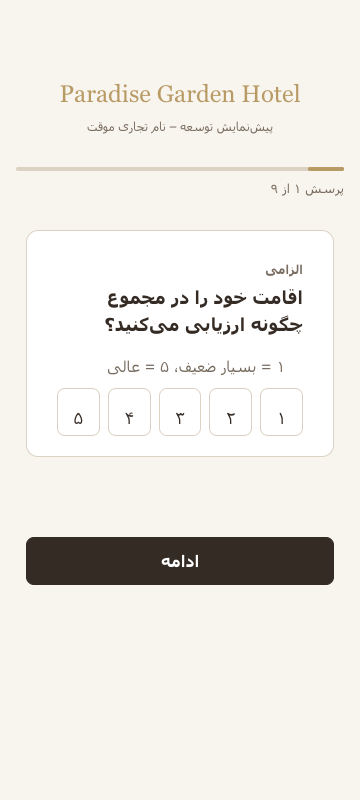 Paradise Garden Hotel
پیش‌نمایش توسعه – نام تجاری موقت
پرسش ۱ از ۹
الزامی
اقامت خود را در مجموع
چگونه ارزیابی می‌کنید؟
۱ = بسیار ضعیف، ۵ = عالی
۱ ۲ ۳ ۴ ۵
ادامه